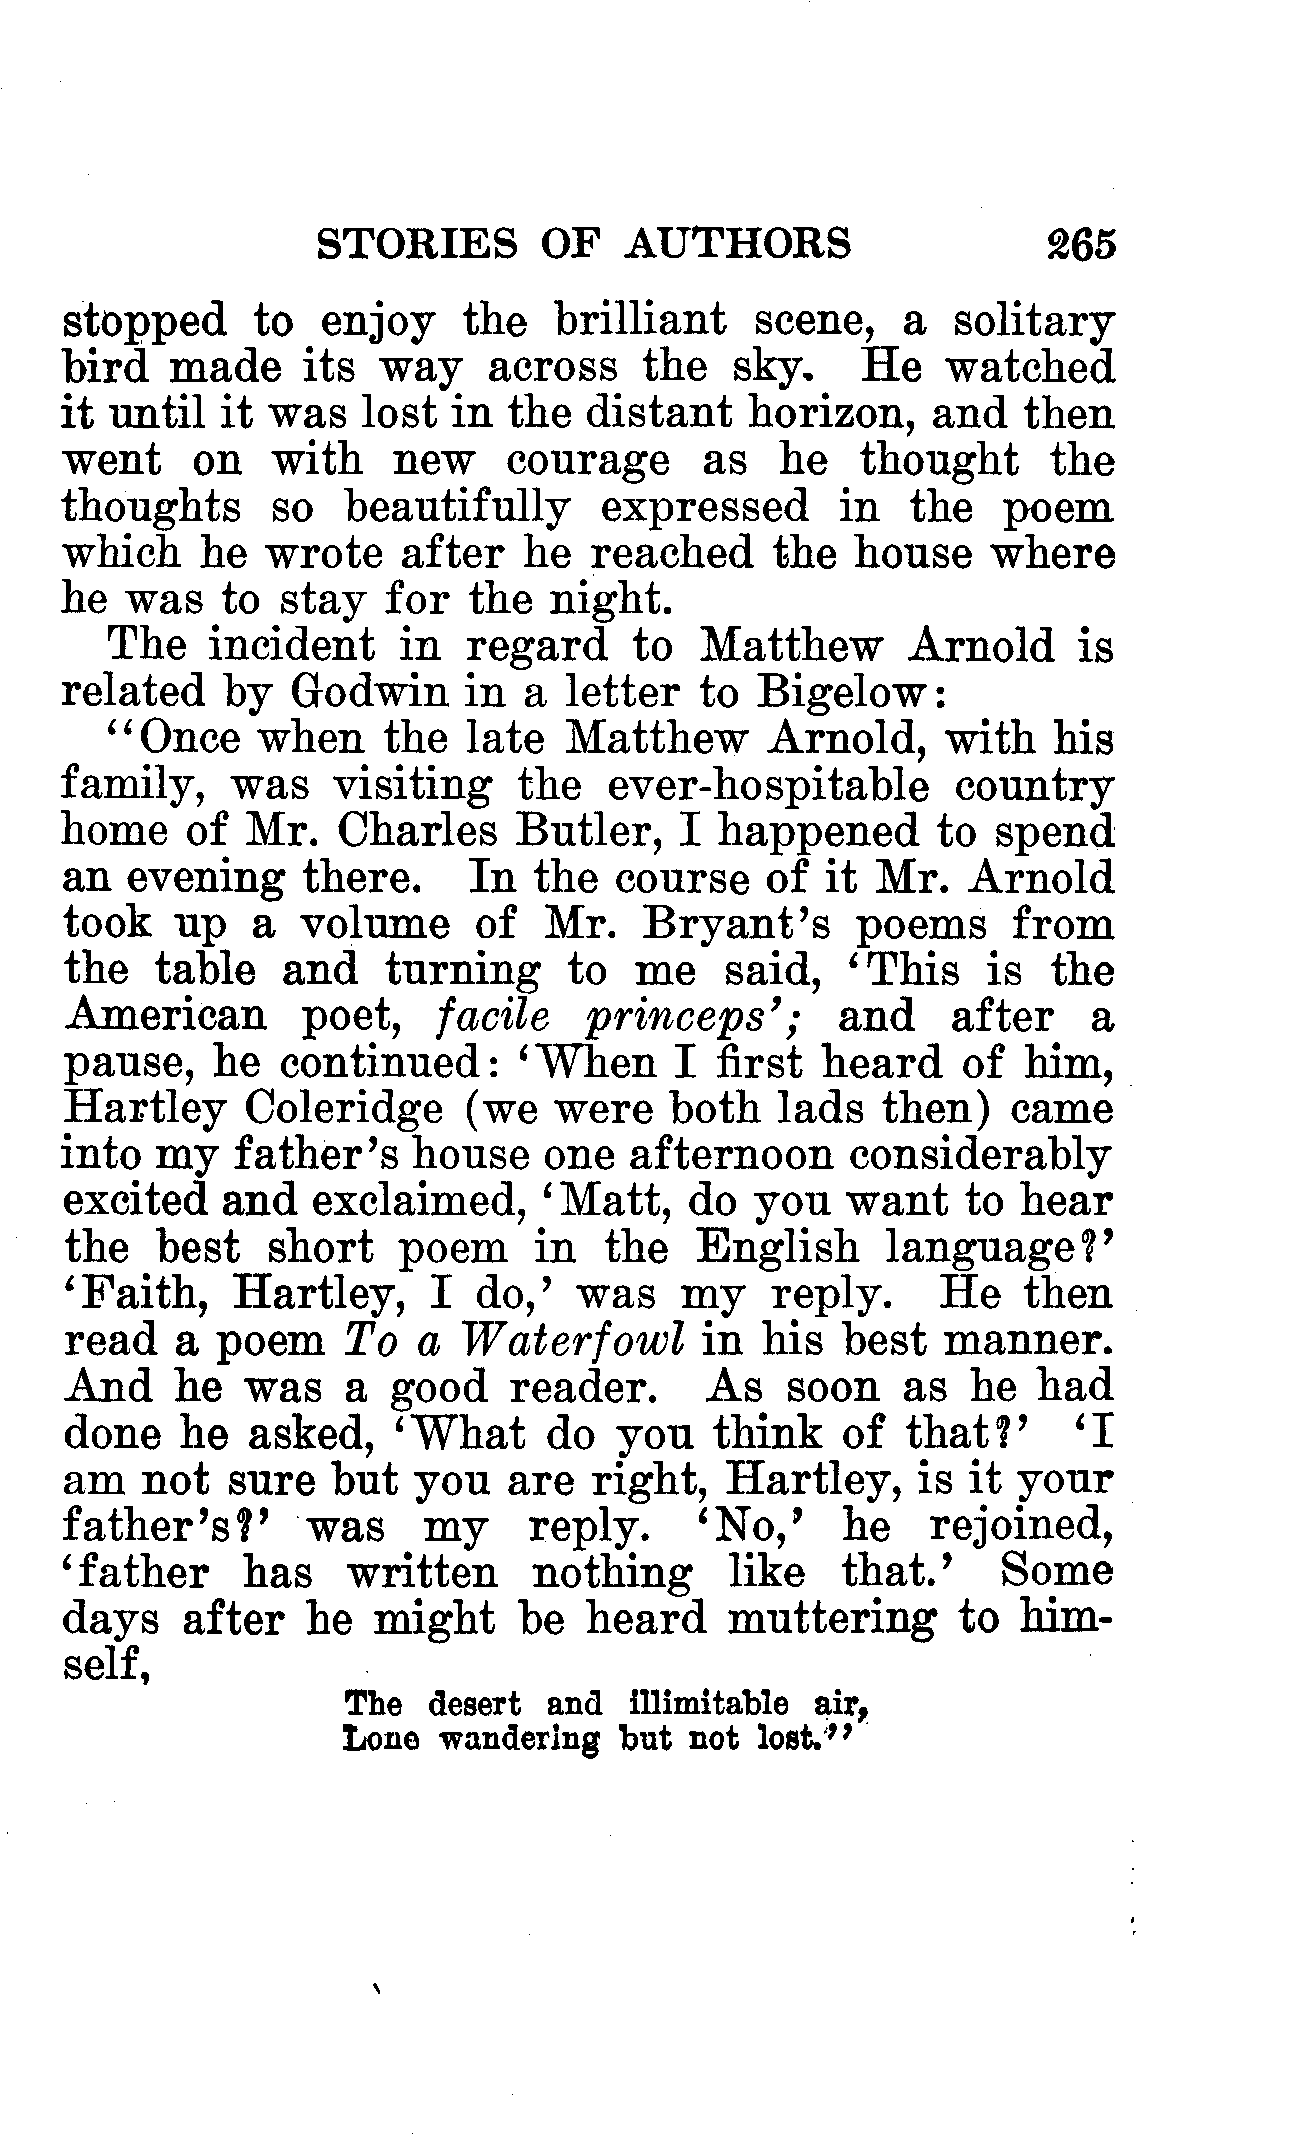 STORIES OF AUTHORS 265
stopped to enjoy the brilliant scene, a solitary
bird made its way across the sky. He watched
it until it was lost in the distant horizon, and then
went on with new courage as he thought the
thoughts so beautifully expressed in the poem
which he wrote after he reached the house where
he was to stay for the night.
The incident in regard to Matthew Arnold is
related by Godwin in a letter to Bigelow:
“Once when the late Matthew Arnold, with his
family, was visiting the ever-hospitable country
home of Mr. Charles Butler, I happened to spend
an evening there. In the course of it Mr. Arnold
took up a volume of Mr. Bryant’s poems from
the table and turning to me said, ‘This is the
American poet, facile princeps’; and after a
pause, he continued: ‘When I first heard of him,
Hartley Coleridge (we were both lads then) came
into my father’s house one afternoon considerably
excited and exclaimed, ‘Matt, do you want to hear
the best short poem in the English language?’
‘Faith, Hartley, I do,’ was my reply. He then
read a poem To a Waterfowl in his best manner.
And he was a good reader. As soon as he had
done he asked, ‘What do you think of that?’ ‘I
am not sure but you are right, Hartley, is it your
father’s?’ was my reply. ‘No,’ he rejoined,
‘father has written nothing like that.’ Some
days after he might be heard muttering to him-
self,
The desert and illimitable air,
Lone wandering but not lost.”